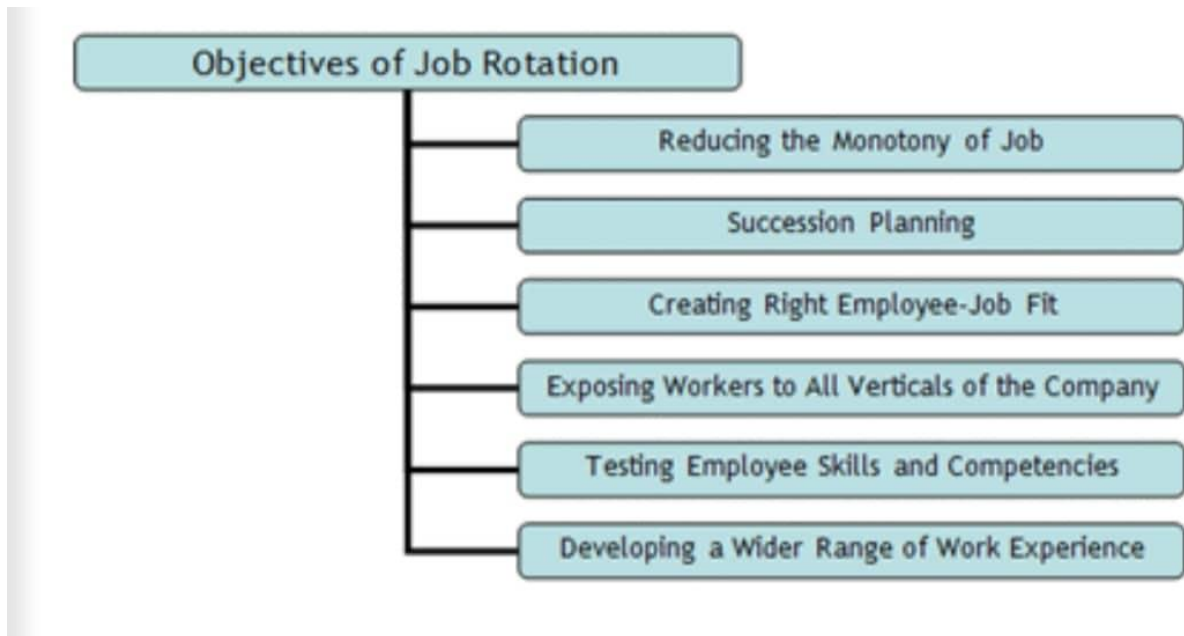 Objectives of Job Rotation
Reducing the Monotony of Job
Succession Planning
Creating Right Employee-Job Fit
Exposing Workers to All Verticals of the Company
Testing Employee Skills and Competencies
Developing a Wider Range of Work Experience